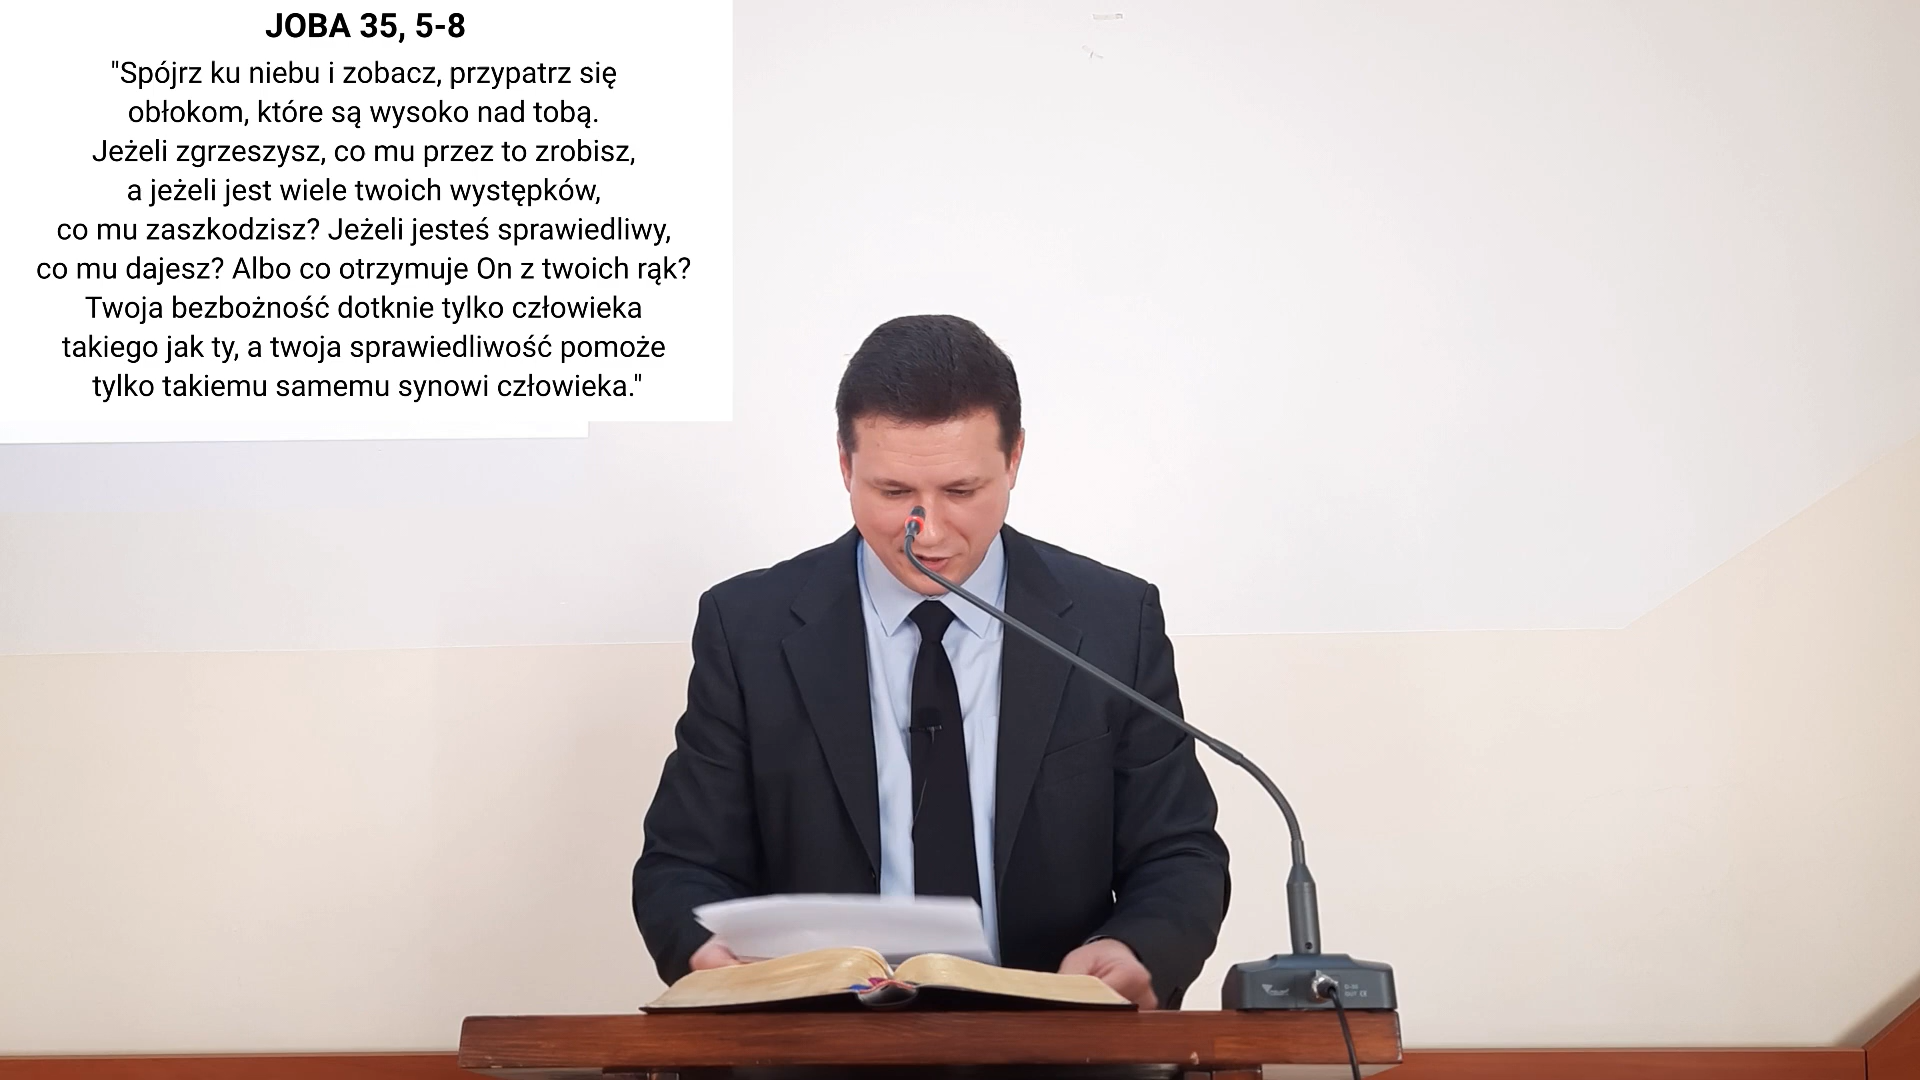 JOBA 35, 5-8
"Spójrz ku niebu i zobacz, przypatrz się
obłokom, które są wysoko nad tobą.
Jeżeli zgrzeszysz, co mu przez to zrobisz,
a jeżeli jest wiele twoich występków,
co mu zaszkodzisz? Jeżeli jesteś sprawiedliwy,
co mu dajesz? Albo co otrzymuje On z twoich rąk?
Twoja bezbożność dotknie tylko człowieka
takiego jak ty, a twoja sprawiedliwość pomoże
tylko takiemu samemu synowi człowieka."